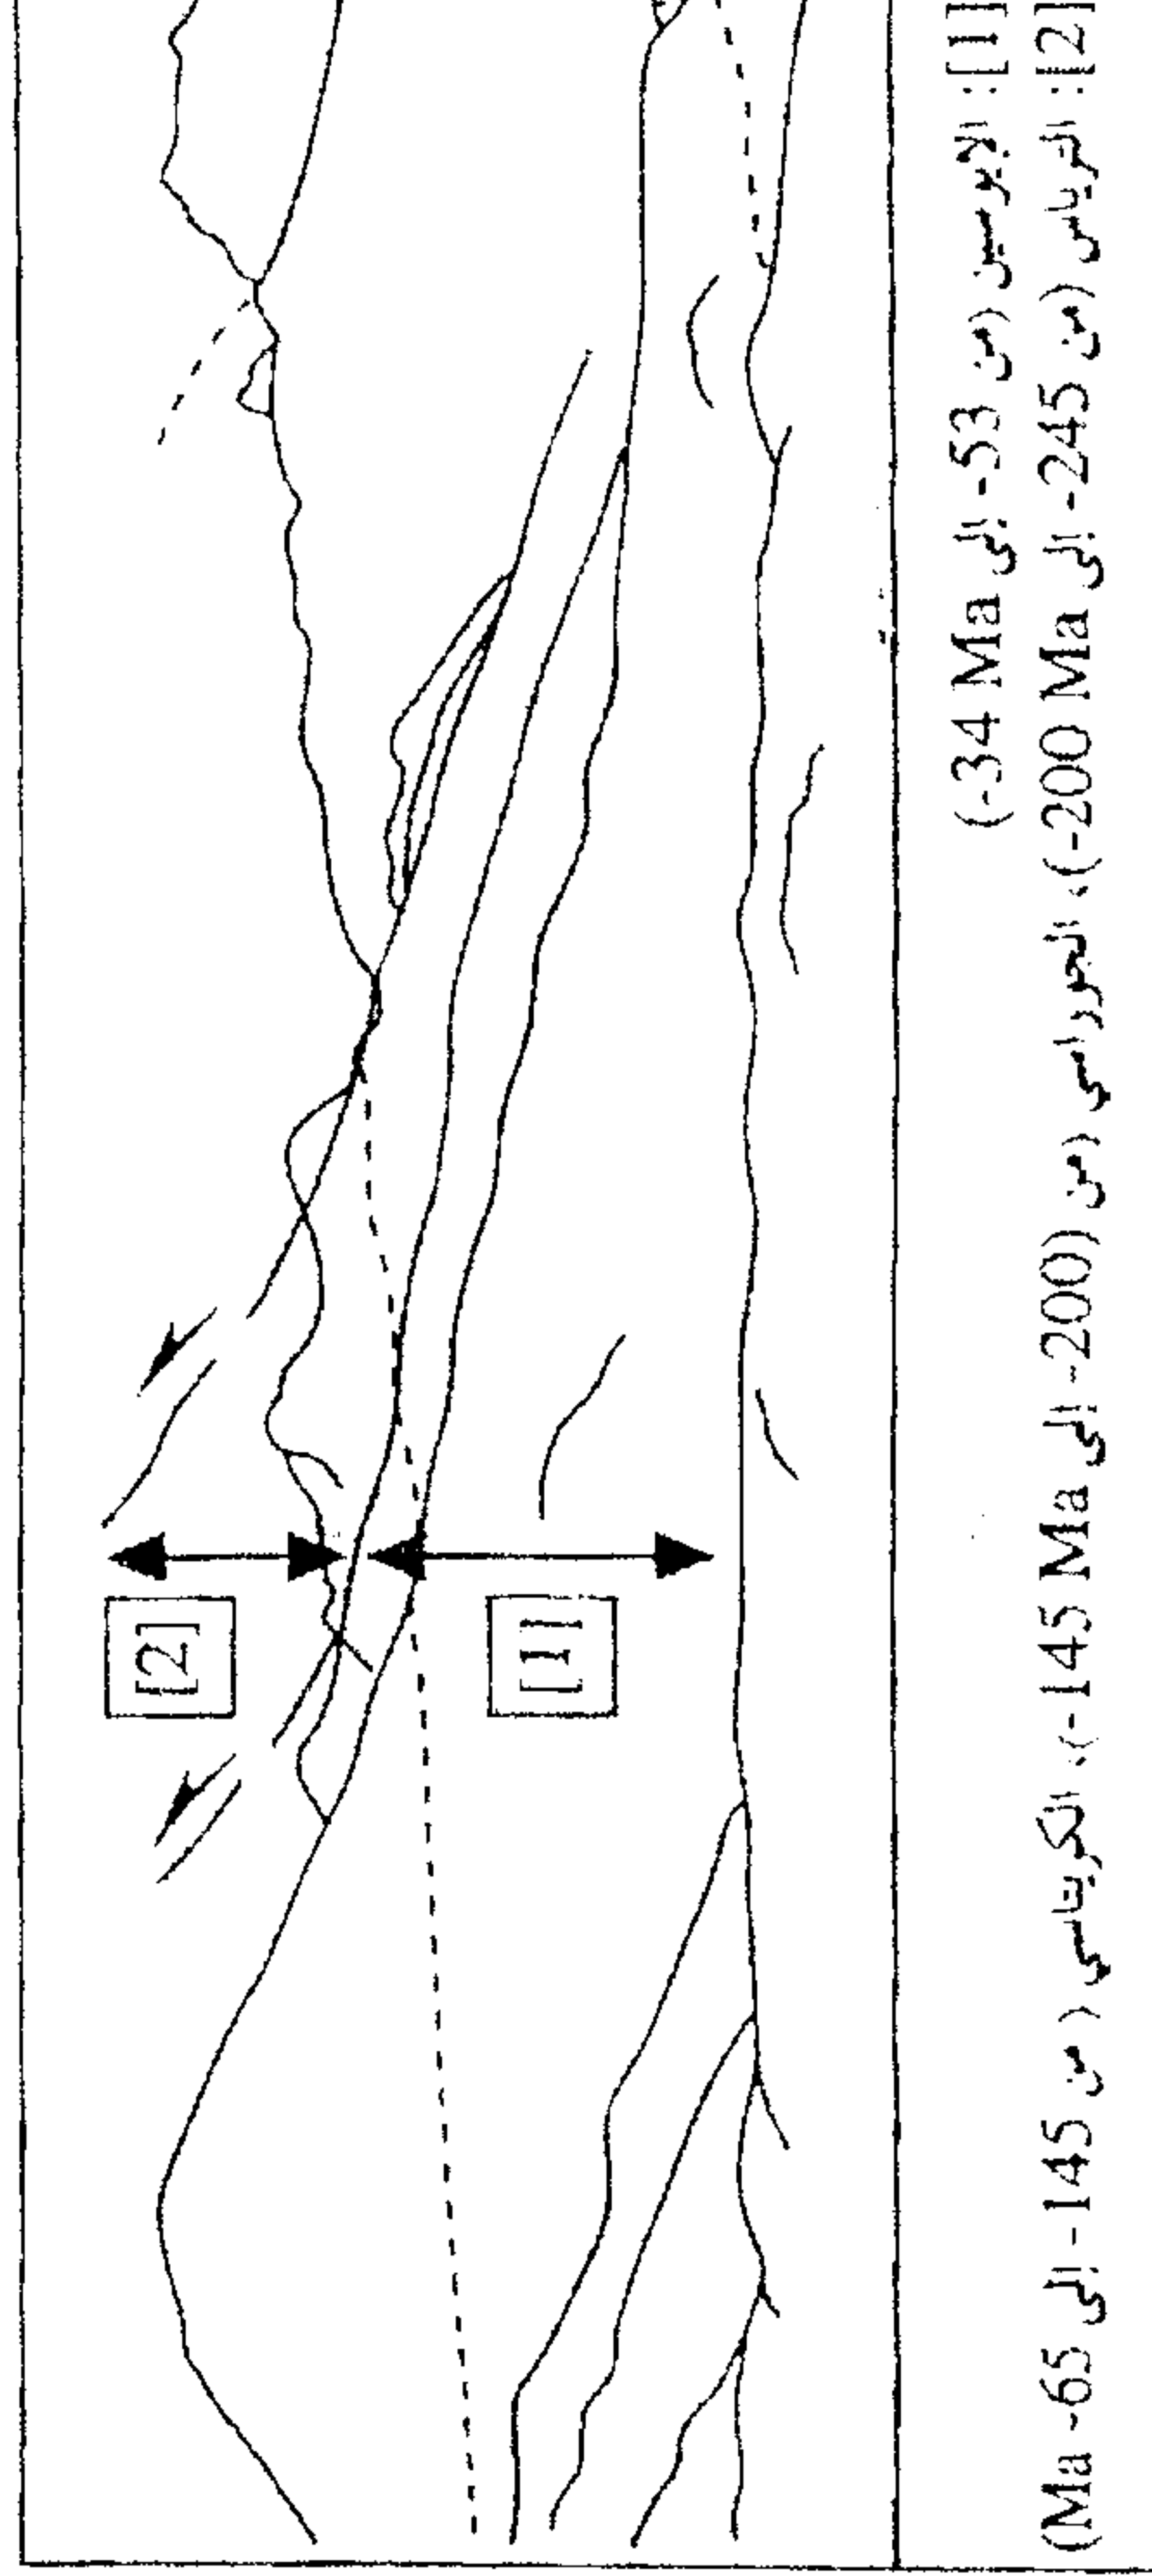 [2]
[1]
[1]: الإيوسين (من 53- إلى 34 Ma-)
[2]: الترياس (من 245- إلى 200 Ma-)، الجوراسي (من 200- إلى 145 Ma-)، الكريتاسي ( من 145- إلى 65- Ma)